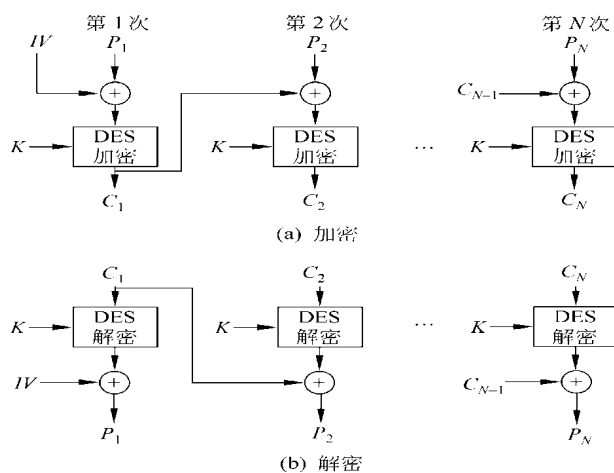 第 1 次 第 2 次 第 N 次
IV P1 P2 PN
CN−1
K DES 加密 K DES 加密 … K DES 加密
C1 C2 CN
(a) 加密
C1 C2 CN
K DES 解密 K DES 解密 … K DES 解密
IV CN−1
P1 P2 PN
(b) 解密